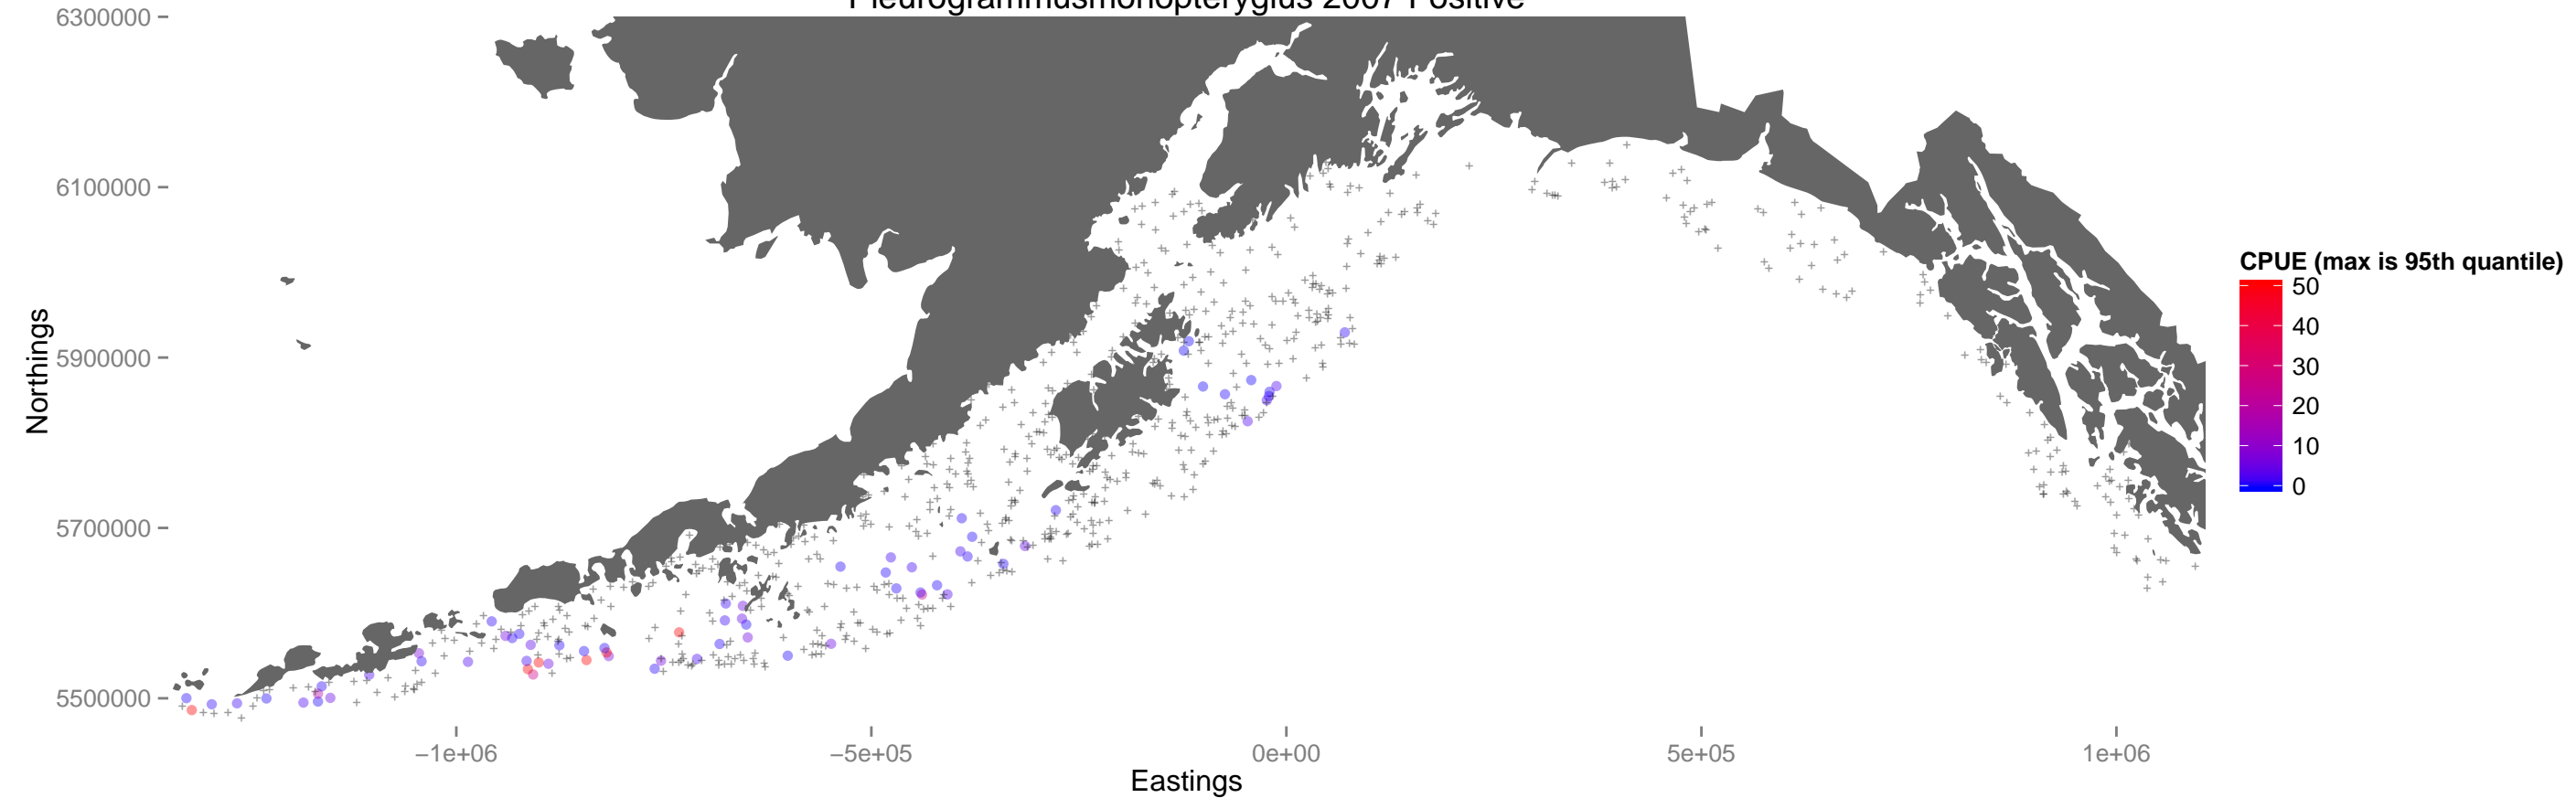 Pleurogrammusmonopterygius 2007 Positive
6300000
6100000
5900000
5700000
5500000
Northings
−1e+06
−5e+05
0e+00
5e+05
1e+06
Eastings
CPUE (max is 95th quantile)
50
40
30
20
10
0